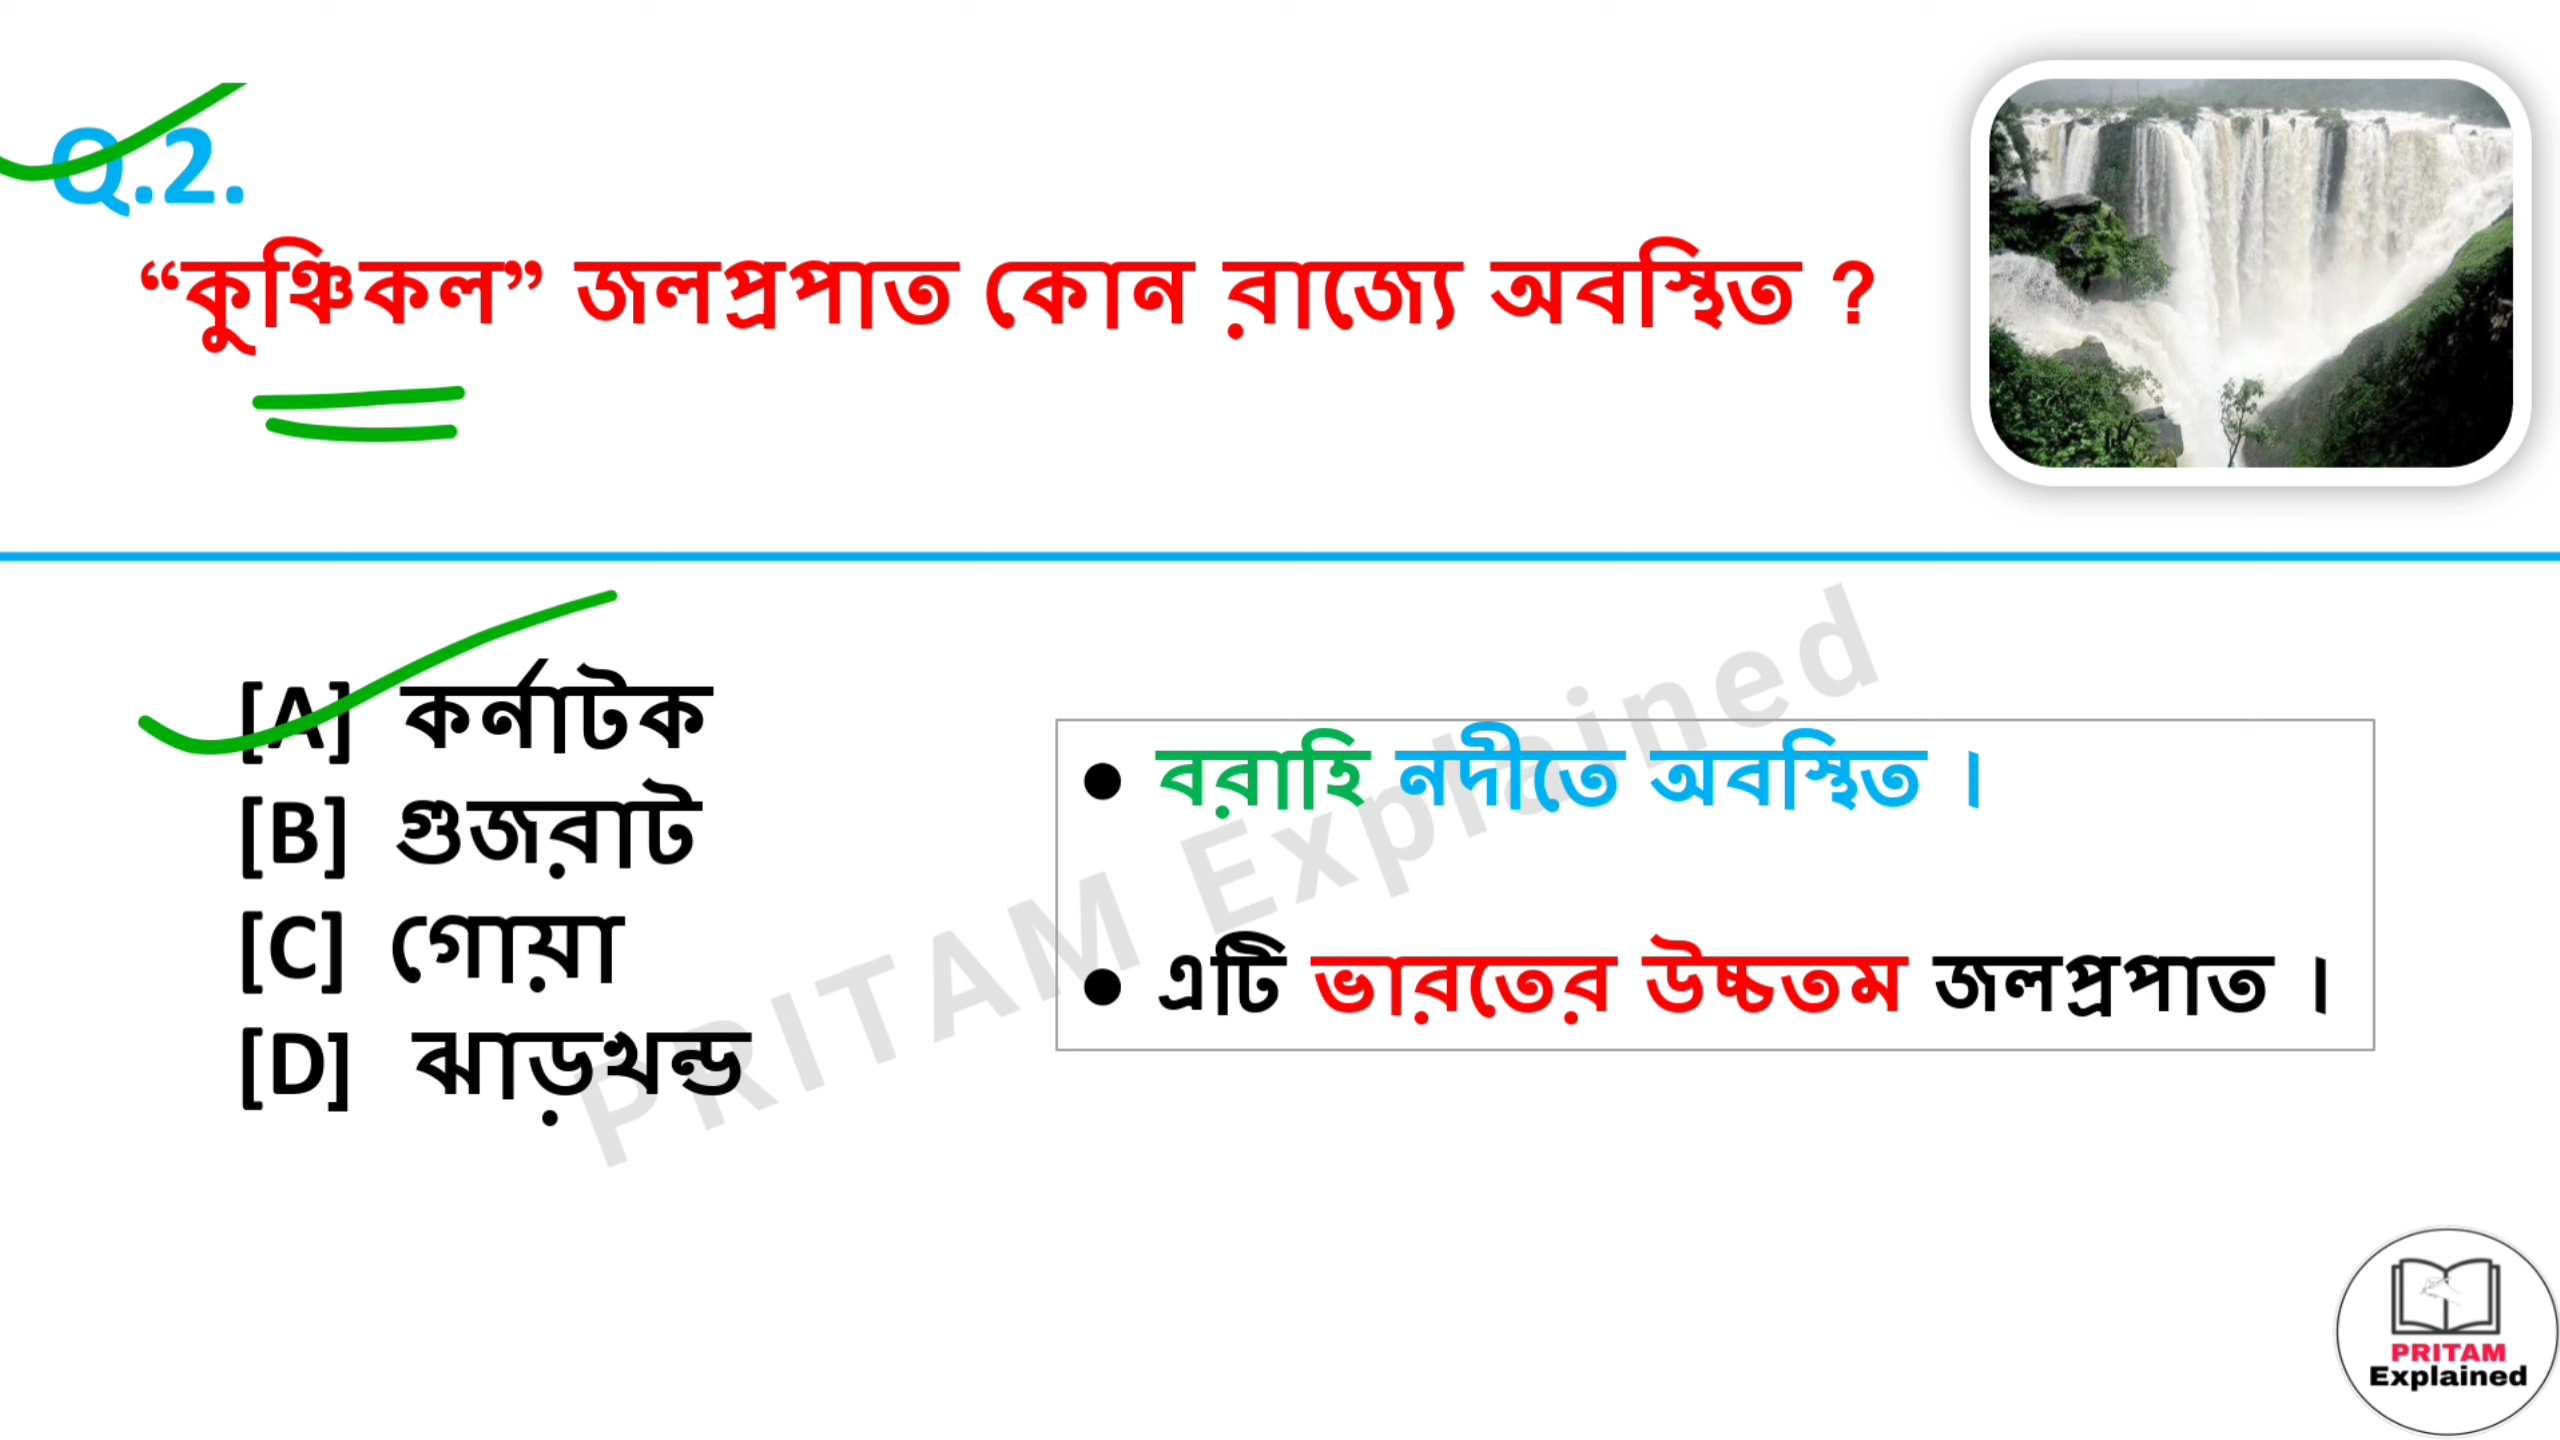 Q.2.
“কুঞ্চিকল” জলপ্রপাত কোন রাজ্যে অবস্থিত ?
[A] কর্নাটক
[B] গুজরাট
[C] গোয়া
[D] ঝাড়খন্ড
● বরাহি নদীতে অবস্থিত ।
● এটি ভারতের উচ্চতম জলপ্রপাত ।
PRITAM Explained
PRITAM
Explained